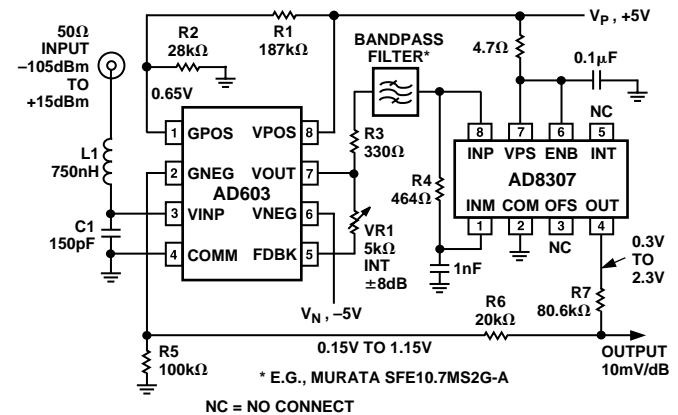 50Ω
INPUT
–105dBm
TO
+15dBm
R2
28kΩ
R1
187kΩ
VP, +5V
4.7Ω
0.1μF
BANDPASS
FILTER*
0.65V
NC
1 GPOS VPOS 8
2 GNEG VOUT 7
AD603
3 VINP VNEG 6
4 COMM FDBK 5
L1
750nH
C1
150pF
R3
330Ω
R4
464Ω
VR1
5kΩ
INT
±8dB
8 7 6 5
INP VPS ENB INT
AD8307
INM COM OFS OUT
1 2 3 4
NC
1nF
0.3V
TO
2.3V
VN, –5V
R7
80.6kΩ
R6
20kΩ
R5
100kΩ
0.15V TO 1.15V
OUTPUT
10mV/dB
* E.G., MURATA SFE10.7MS2G-A
NC = NO CONNECT